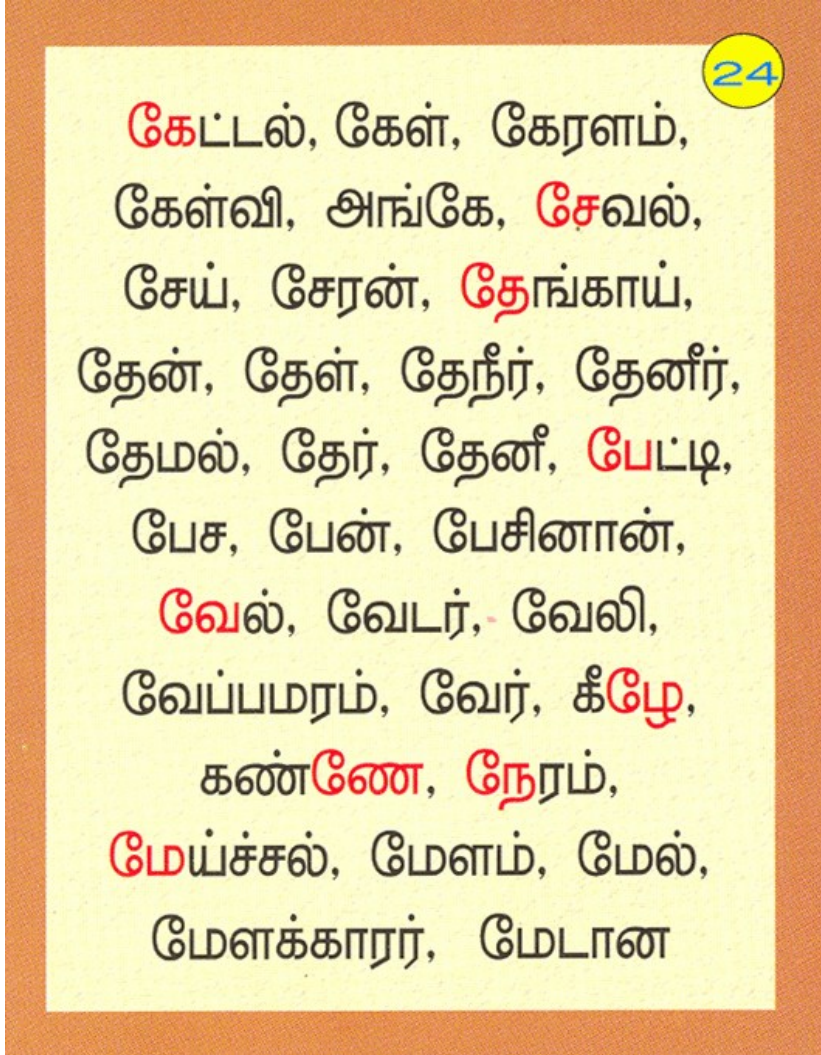 24
கேட்டல், கேள், கேரளம்,
கேள்வி, அங்கே, சேவல்,
சேய், சேரன், தேங்காய்,
தேன், தேள், தேநீர், தேனீர்,
தேமல், தேர், தேனீ, பேட்டி,
பேச, பேன், பேசினான்,
வேல், வேடர், வேலி,
வேப்பமரம், வேர், கீழே,
கண்ணே, நேரம்,
மேய்ச்சல், மேளம், மேல்,
மேளக்காரர், மேடான